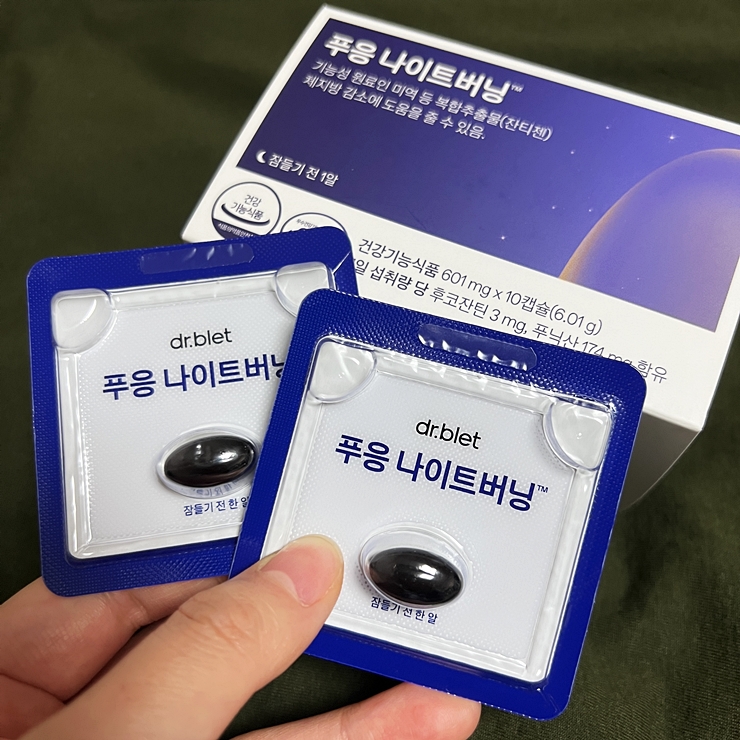 푸응 나이트버닝™
기능성 원료인 미역 등 복합추출물(잔티젠)
체지방 감소에 도움을 줄 수 있음.
잠들기 전 1알
건강
기능식품
건강기능식품 601 mg x 10캡슐(6.01 g)
섭취량 당 후코잔틴 3 mg, 푸닉산 174 mg 함유
dr.blet
푸응 나이트버닝
잠들기 전 한 알
dr.blet
푸응 나이트버닝™
잠들기 전 한 알